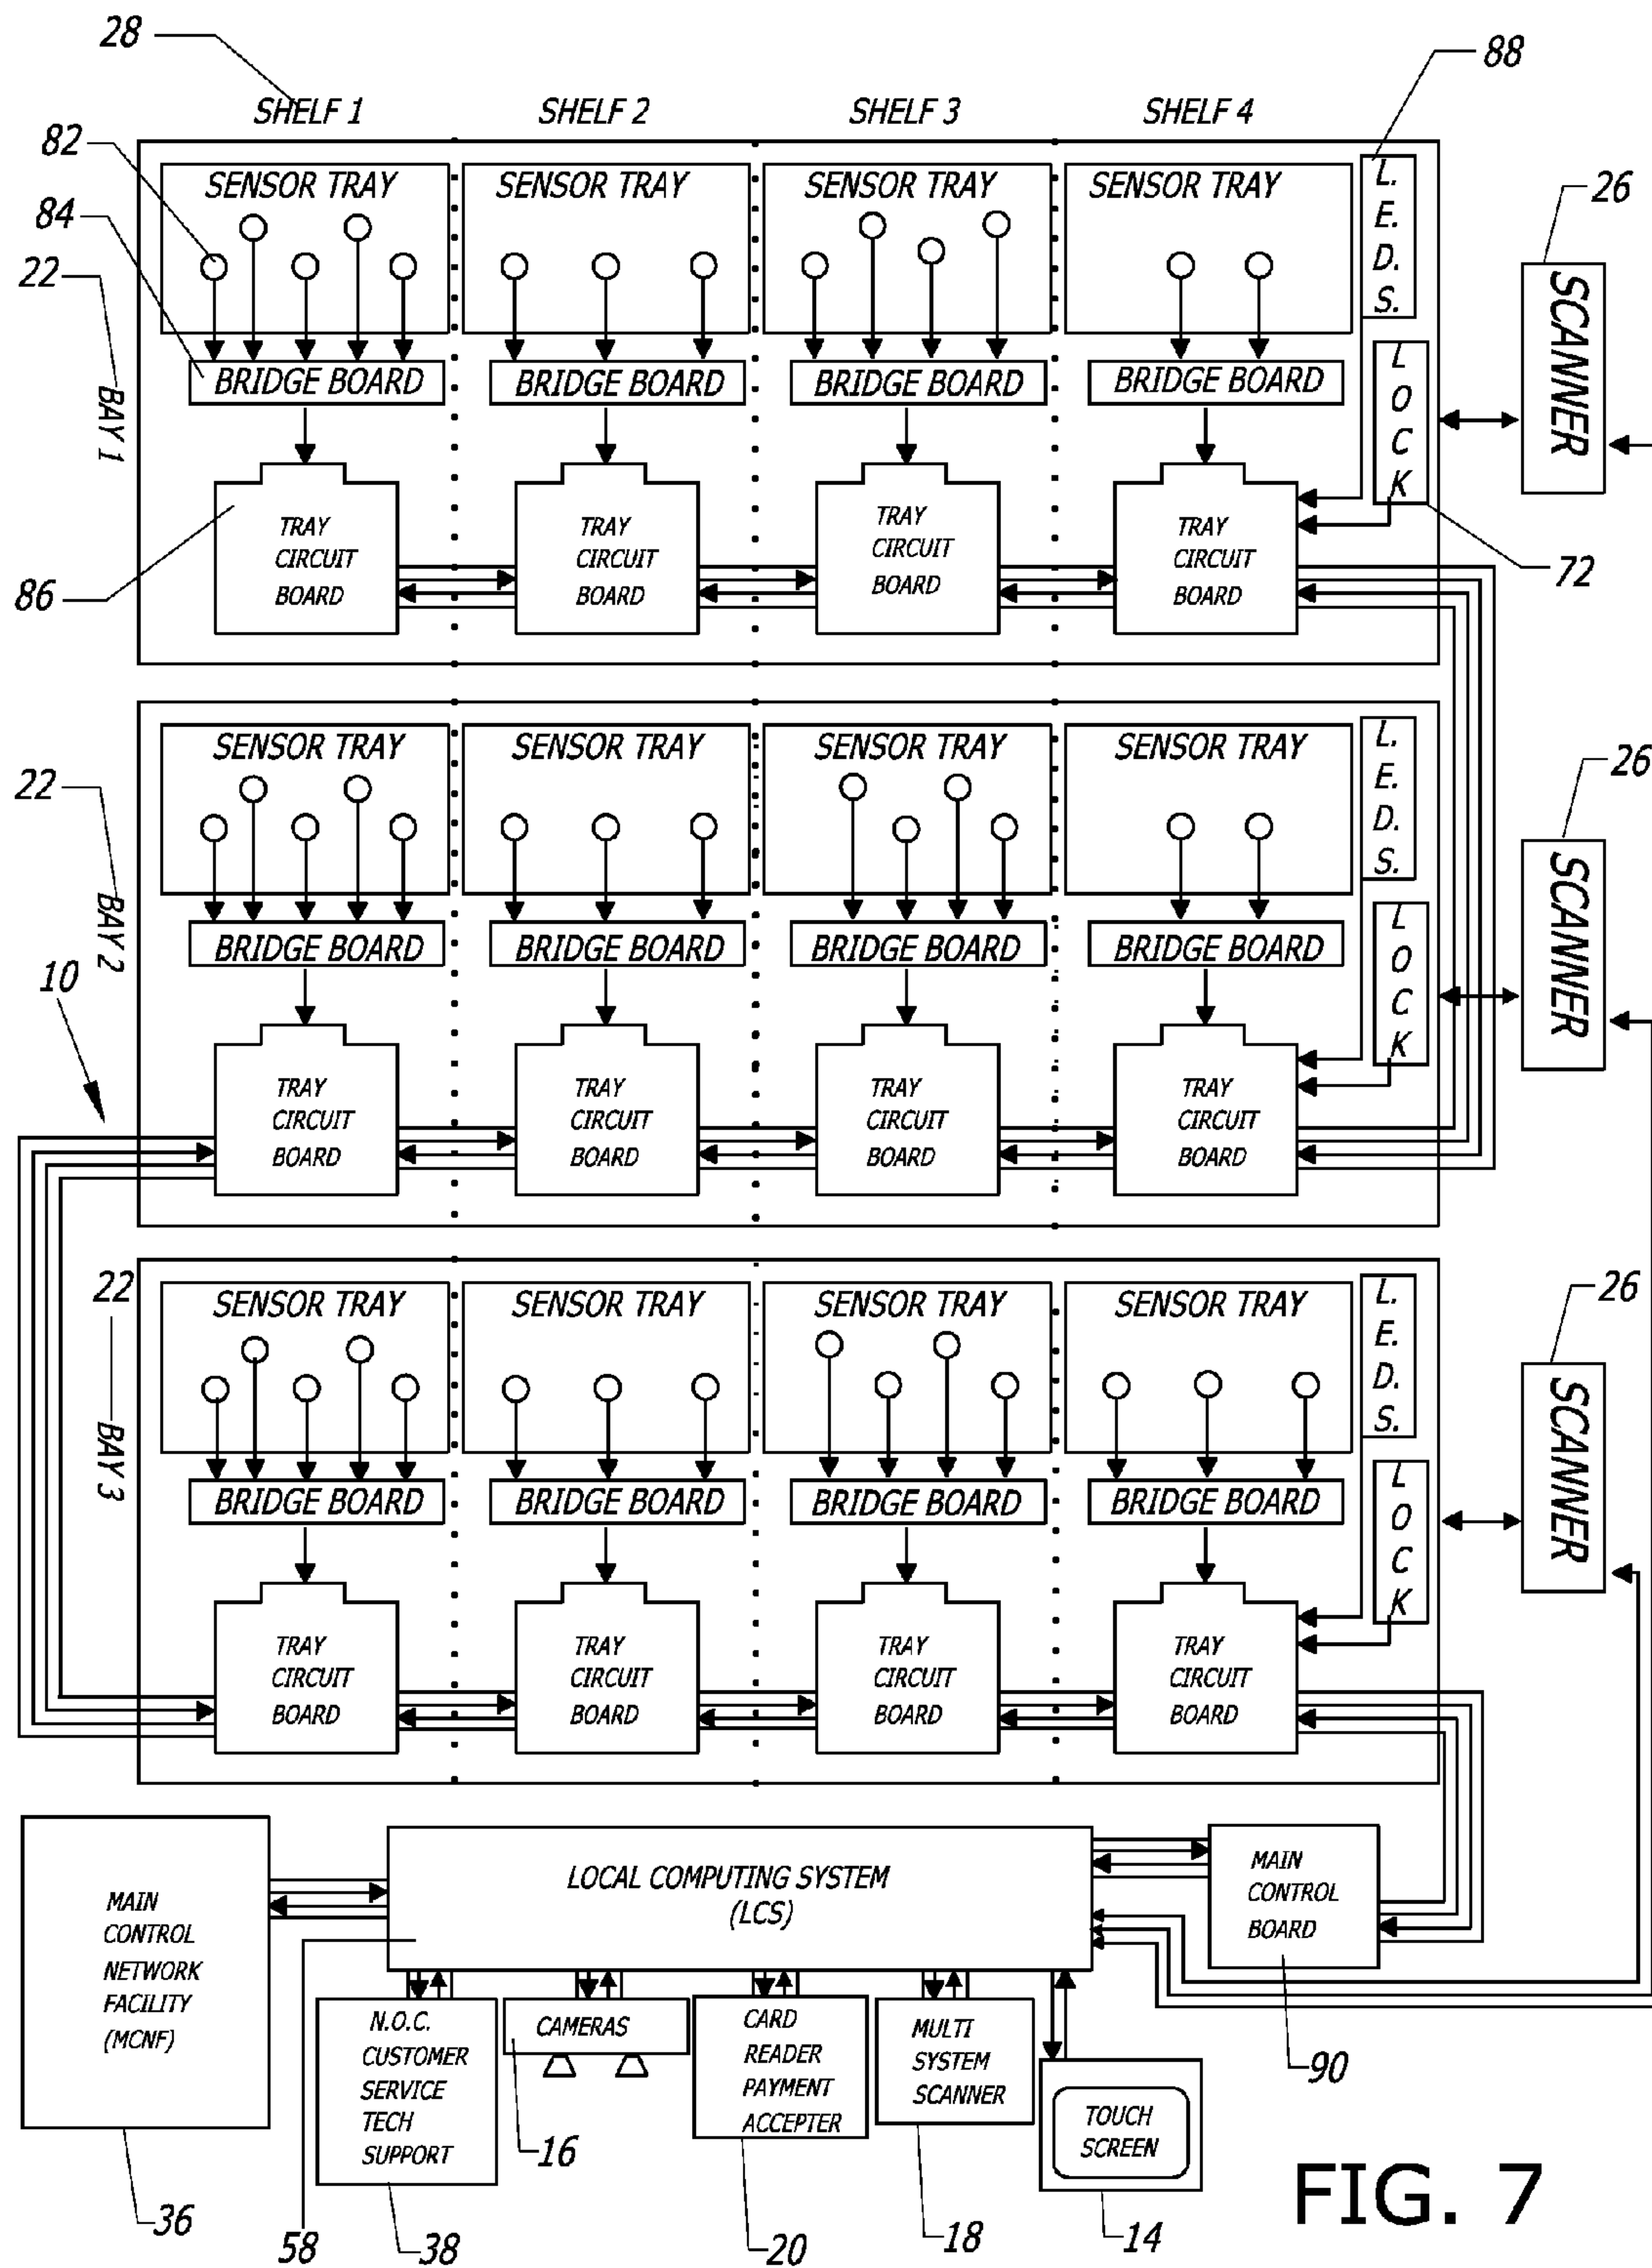 28
88
SHELF 1
SHELF 2
SHELF 3
SHELF 4
82
84
22
BAY 1
86
SENSOR TRAY
SENSOR TRAY
SENSOR TRAY
SENSOR TRAY
L.
E.
D.
S.
26
SCANNER
BRIDGE BOARD
BRIDGE BOARD
BRIDGE BOARD
BRIDGE BOARD
L
O
C
K
72
TRAY
CIRCUIT
BOARD
TRAY
CIRCUIT
BOARD
TRAY
CIRCUIT
BOARD
TRAY
CIRCUIT
BOARD
22
BAY 2
10
SENSOR TRAY
SENSOR TRAY
SENSOR TRAY
SENSOR TRAY
L.
E.
D.
S.
26
SCANNER
BRIDGE BOARD
BRIDGE BOARD
BRIDGE BOARD
BRIDGE BOARD
L
O
C
K
TRAY
CIRCUIT
BOARD
TRAY
CIRCUIT
BOARD
TRAY
CIRCUIT
BOARD
TRAY
CIRCUIT
BOARD
22
BAY 3
SENSOR TRAY
SENSOR TRAY
SENSOR TRAY
SENSOR TRAY
L.
E.
D.
S.
26
SCANNER
BRIDGE BOARD
BRIDGE BOARD
BRIDGE BOARD
BRIDGE BOARD
L
O
C
K
TRAY
CIRCUIT
BOARD
TRAY
CIRCUIT
BOARD
TRAY
CIRCUIT
BOARD
TRAY
CIRCUIT
BOARD
MAIN
CONTROL
NETWORK
FACILITY
(MCNF)
36
LOCAL COMPUTING SYSTEM
(LCS)
58
MAIN
CONTROL
BOARD
90
N.O.C.
CUSTOMER
SERVICE
TECH
SUPPORT
38
CAMERAS
16
CARD
READER
PAYMENT
ACCEPTER
20
MULTI
SYSTEM
SCANNER
18
TOUCH
SCREEN
14
FIG. 7